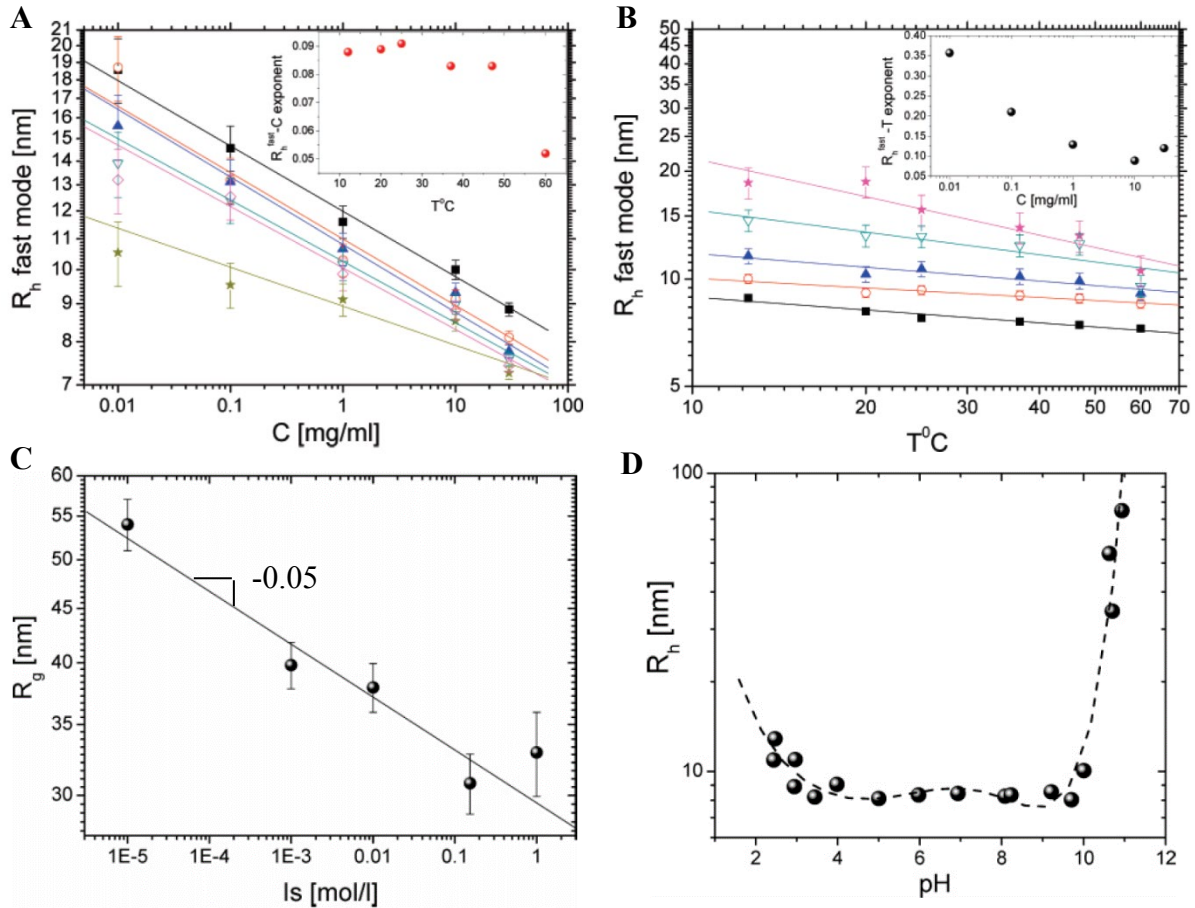 A
21
20
19
18
17
16
15
14
13
12
11
10
9
8
7
R_h fast mode [nm]
0.01 0.1 1 10 100
C [mg/ml]
0.09
0.08
0.07
0.06
0.05
R_h^fast-C exponent
10 20 30 40 50 60
T°C
B
50
45
40
35
30
25
20
15
10
5
R_h fast mode [nm]
10 20 30 40 50 60 70
T⁰C
0.40
0.35
0.30
0.25
0.20
0.15
0.10
0.05
R_h^fast-T exponent
0.01 0.1 1 10
C [mg/ml]
C
60
55
50
45
40
35
30
R_g [nm]
-0.05
1E-5 1E-4 1E-3 0.01 0.1 1
Is [mol/l]
D
100
10
R_h [nm]
2 4 6 8 10 12
pH